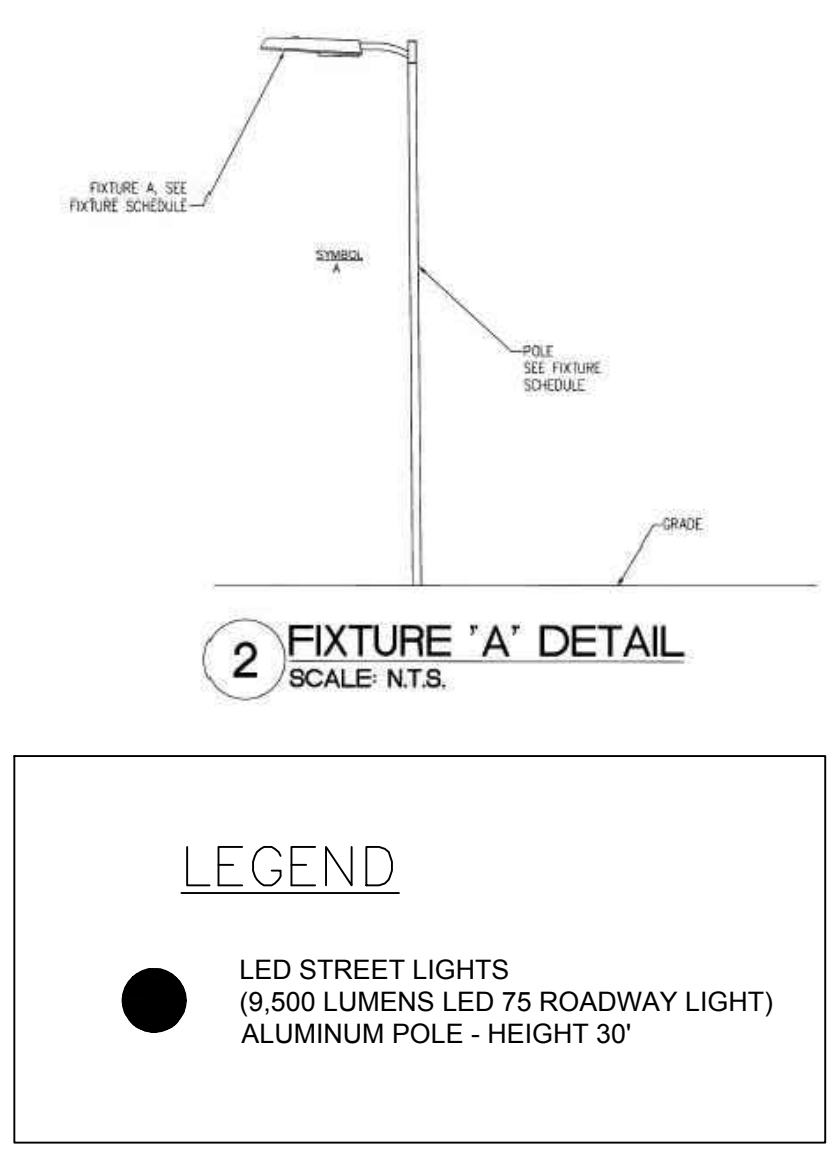 FIXTURE A, SEE
FIXTURE SCHEDULE
SYMBOL
A
POLE
SEE FIXTURE
SCHEDULE
GRADE
2
FIXTURE "A" DETAIL
SCALE: N.T.S.
LEGEND
LED STREET LIGHTS
(9,500 LUMENS LED 75 ROADWAY LIGHT)
ALUMINUM POLE - HEIGHT 30'